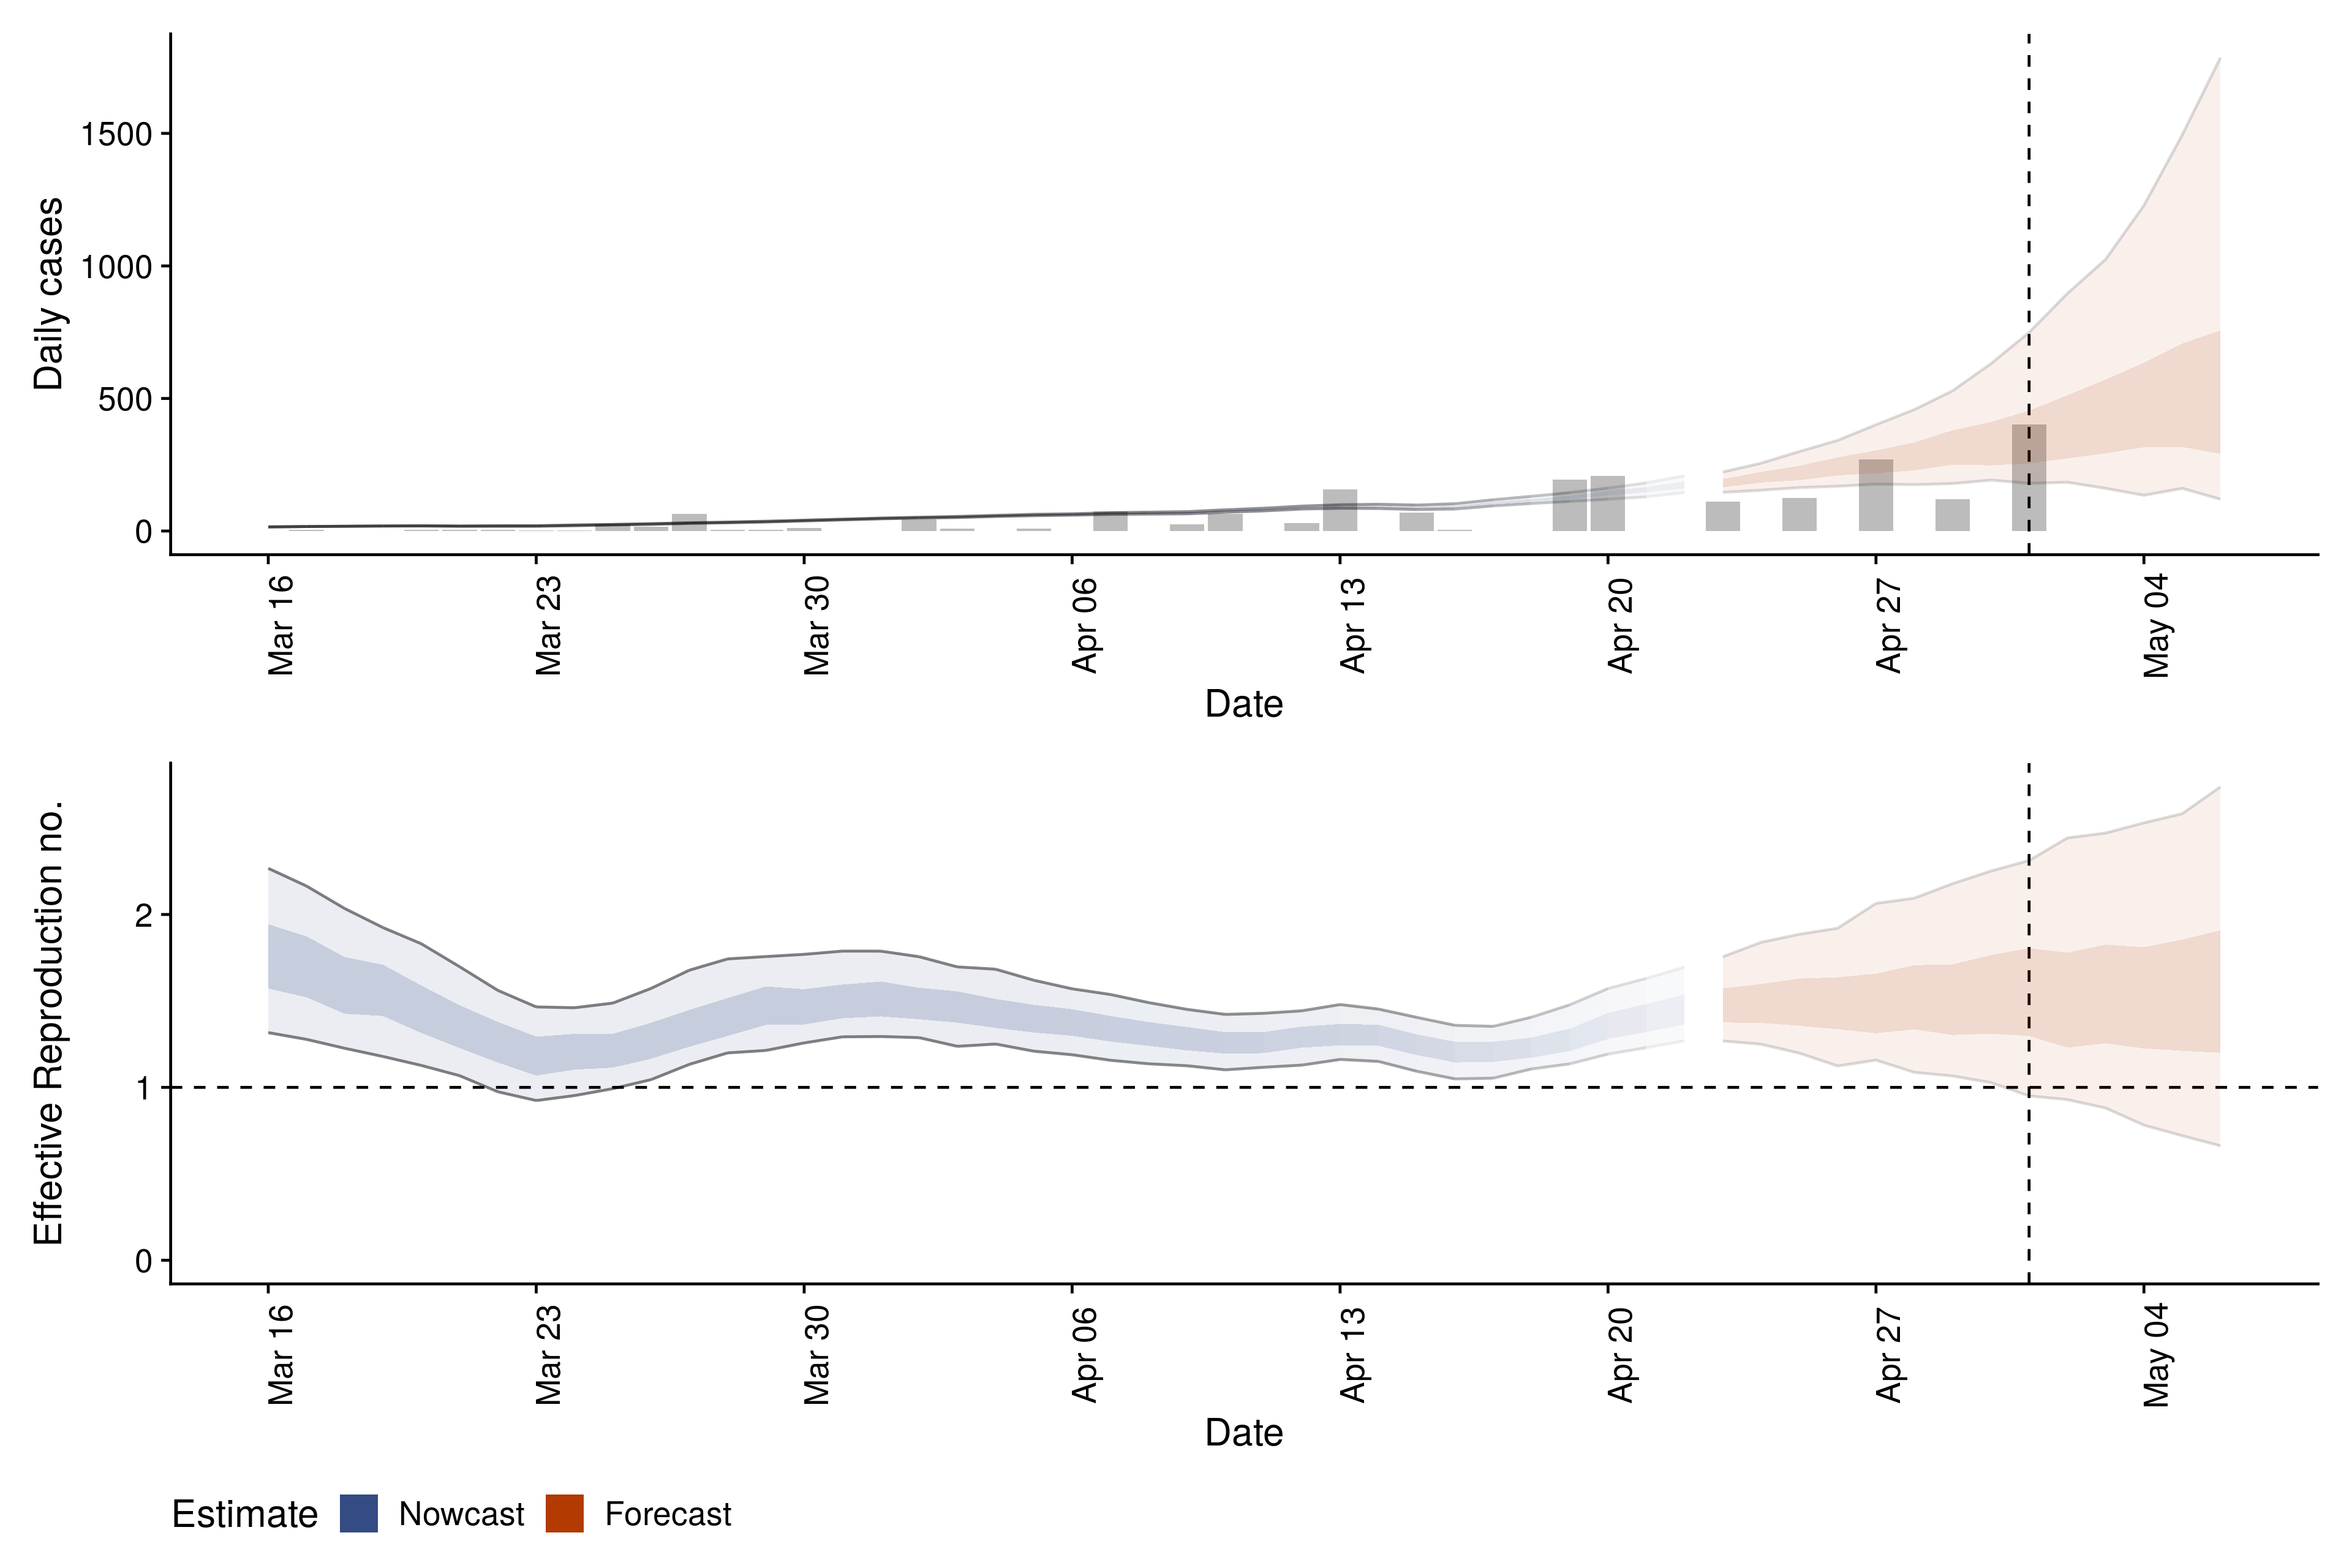 Daily cases
1500
1000
500
0
Mar 16
Mar 23
Mar 30
Apr 06
Apr 13
Apr 20
Apr 27
May 04
Date
Effective Reproduction no.
2
1
0
Mar 16
Mar 23
Mar 30
Apr 06
Apr 13
Apr 20
Apr 27
May 04
Date
Estimate Nowcast Forecast